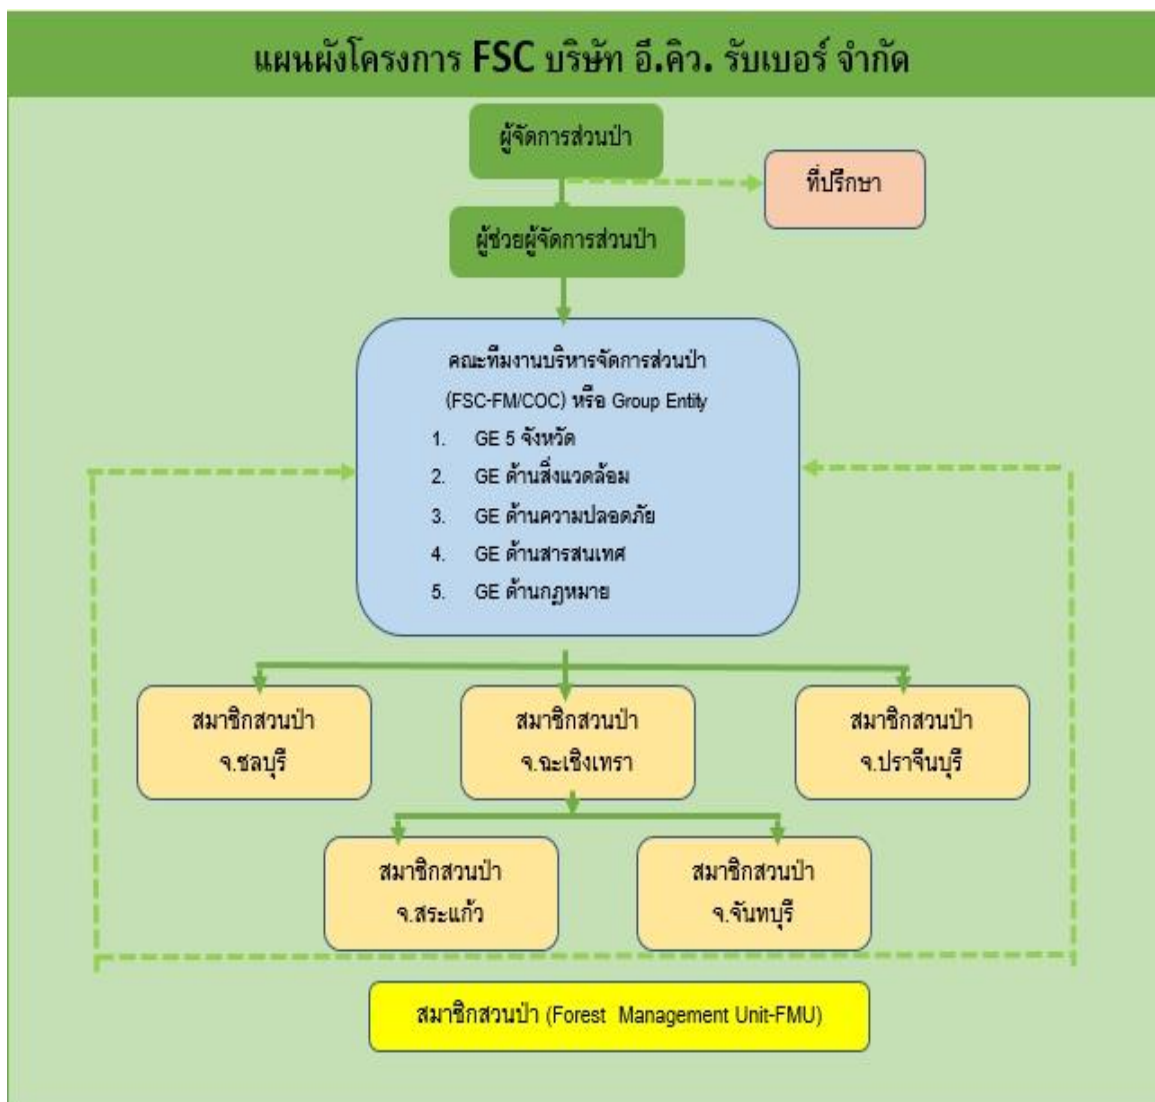 แผนผังโครงการ FSC บริษัท อี.คิว. รับเบอร์ จำกัด
ผู้จัดการส่วนป่า
ที่ปรึกษา
ผู้ช่วยผู้จัดการส่วนป่า
คณะทีมงานบริหารจัดการส่วนป่า
(FSC-FM/COC) หรือ Group Entity
1. GE 5 จังหวัด
2. GE ด้านสิ่งแวดล้อม
3. GE ด้านความปลอดภัย
4. GE ด้านสารสนเทศ
5. GE ด้านกฎหมาย
สมาชิกสวนป่า
จ.ชลบุรี
สมาชิกสวนป่า
จ.ฉะเชิงเทรา
สมาชิกสวนป่า
จ.ปราจีนบุรี
สมาชิกสวนป่า
จ.สระแก้ว
สมาชิกสวนป่า
จ.จันทบุรี
สมาชิกสวนป่า (Forest Management Unit-FMU)